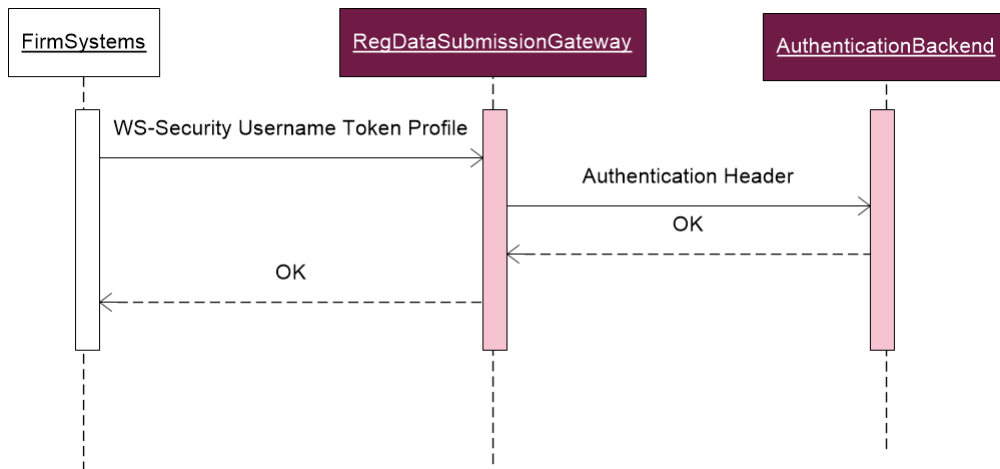 FirmSystems
RegDataSubmissionGateway
AuthenticationBackend
WS-Security Username Token Profile
Authentication Header
OK
OK